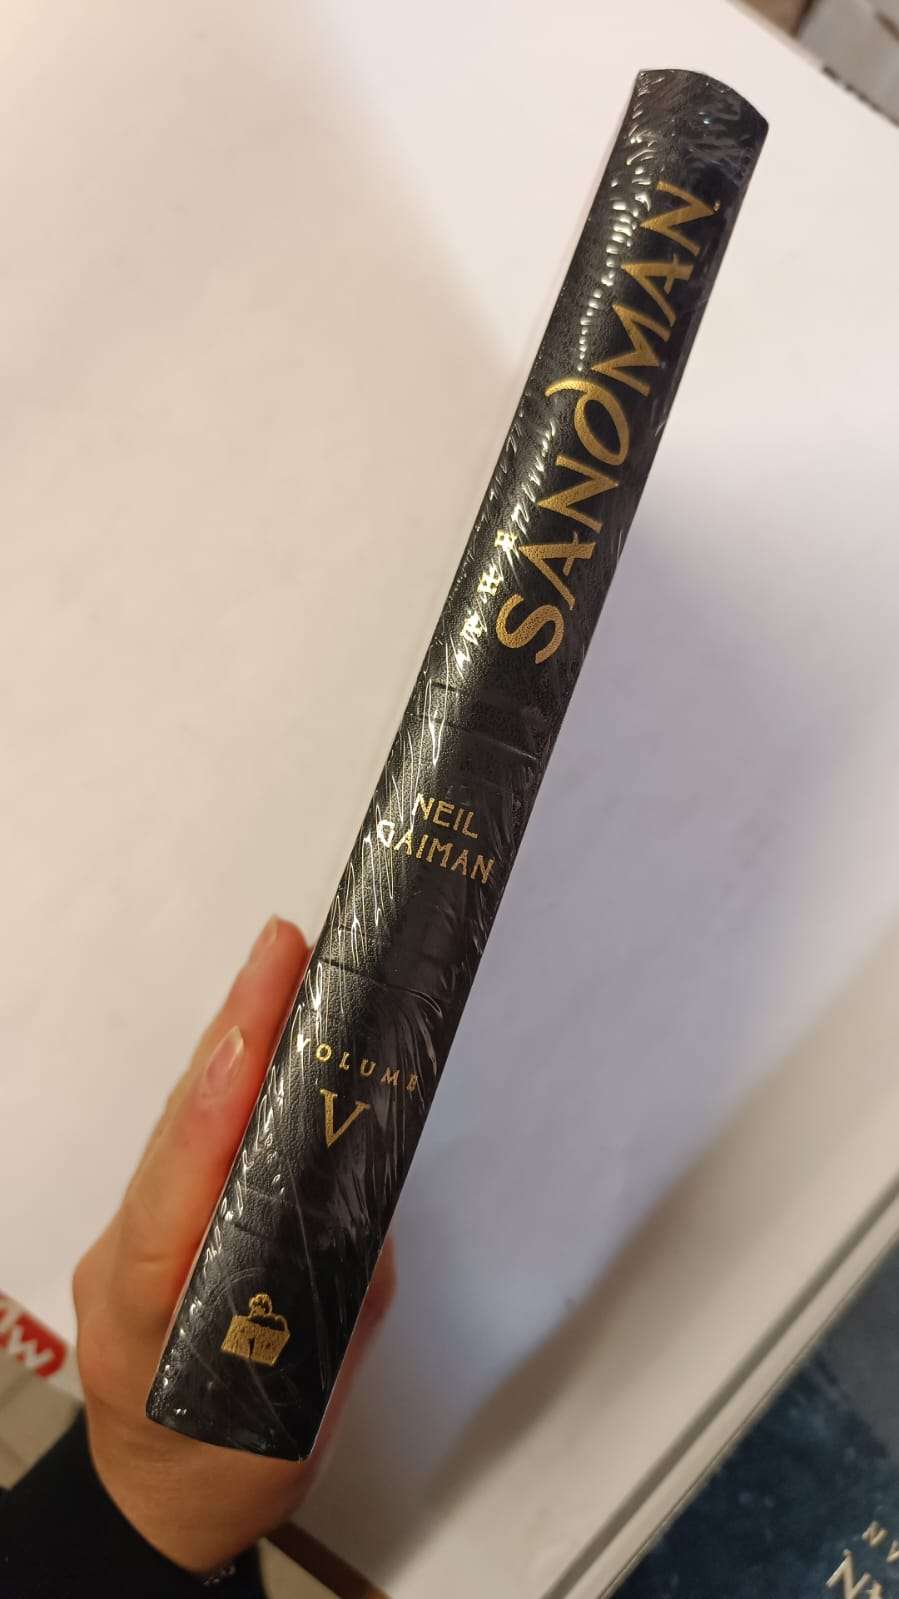 THE
SANDMAN
NEIL
GAIMAN
VOLUME
V